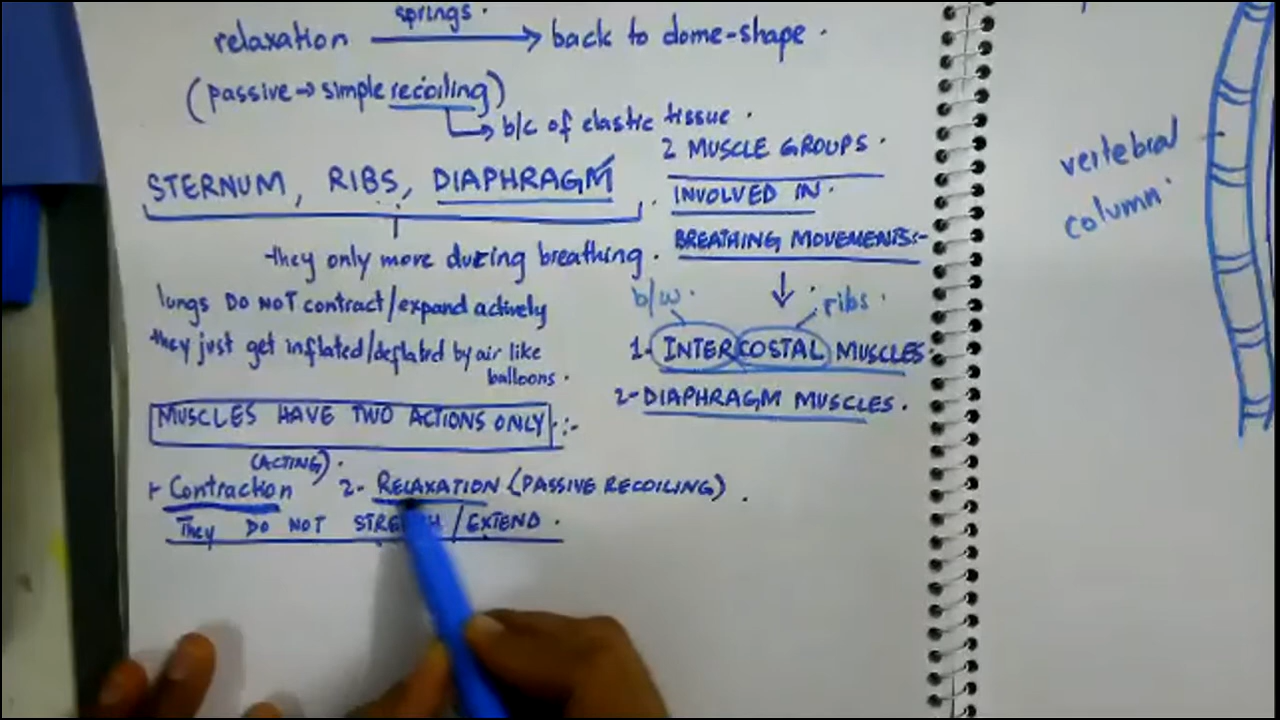 springs.
relaxation → back to dome-shape.
(passive → simple recoiling)
→ b/c of elastic tissue.
STERNUM, RIBS, DIAPHRAGM.
they only move during breathing.
lungs DO NOT contract/expand actively
they just get inflated/deflated by air like
balloons.
MUSCLES HAVE TWO ACTIONS ONLY :-
(ACTING).
1- Contraction 2- RELAXATION (PASSIVE RECOILING).
They DO NOT STRETCH/EXTEND.
2 MUSCLE GROUPS.
INVOLVED IN.
BREATHING MOVEMENTS:-
↓
b/w. ribs.
1. INTERCOSTAL MUSCLES.
2- DIAPHRAGM MUSCLES.
vertebral
column.